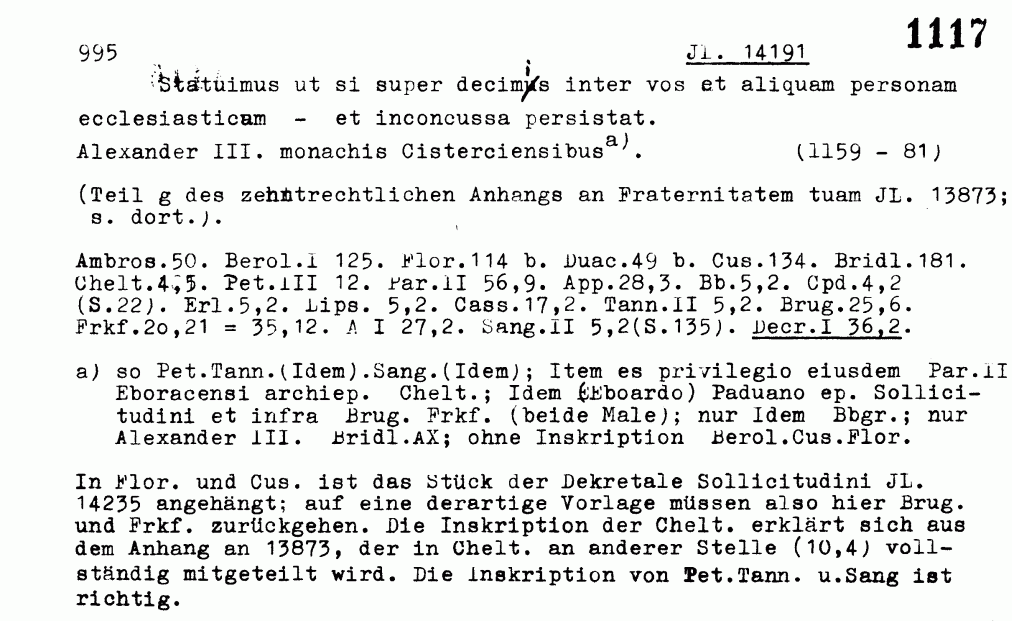 1117
995 JL. 14191
Statuimus ut si super decimis inter vos et aliquam personam
ecclesiasticam - et inconcussa persistat.
Alexander III. monachis Cisterciensibus a). (1159 - 81)
(Teil g des zehntrechtlichen Anhangs an Fraternitatem tuam JL. 13873;
s. dort.).
Ambros.50. Berol.I 125. Flor.114 b. Duac.49 b. Cus.134. Bridl.181.
Chelt.4,5. Pet.III 12. Par.II 56,9. App.28,3. Bb.5,2. Cpd.4,2
(S.22). Erl.5,2. Lips. 5,2. Cass.17,2. Tann.II 5,2. Brug.25,6.
Frkf.2o,21 = 35,12. A I 27,2. Sang.II 5,2(S.135). Decr.I 36,2.
a) so Pet.Tann.(Idem).Sang.(Idem); Item es privilegio eiusdem Par.II
Eboracensi archiep. Chelt.; Idem (Eboardo) Paduano ep. Sollici-
tudini et infra Brug. Frkf. (beide Male); nur Idem Bbgr.; nur
Alexander III. Bridl.AX; ohne Inskription Berol.Cus.Flor.
In Flor. und Cus. ist das Stück der Dekretale Sollicitudini JL.
14235 angehängt; auf eine derartige Vorlage müssen also hier Brug.
und Frkf. zurückgehen. Die Inskription der Chelt. erklärt sich aus
dem Anhang an 13873, der in Chelt. an anderer Stelle (10,4) voll-
ständig mitgeteilt wird. Die Inskription von Pet.Tann. u.Sang ist
richtig.